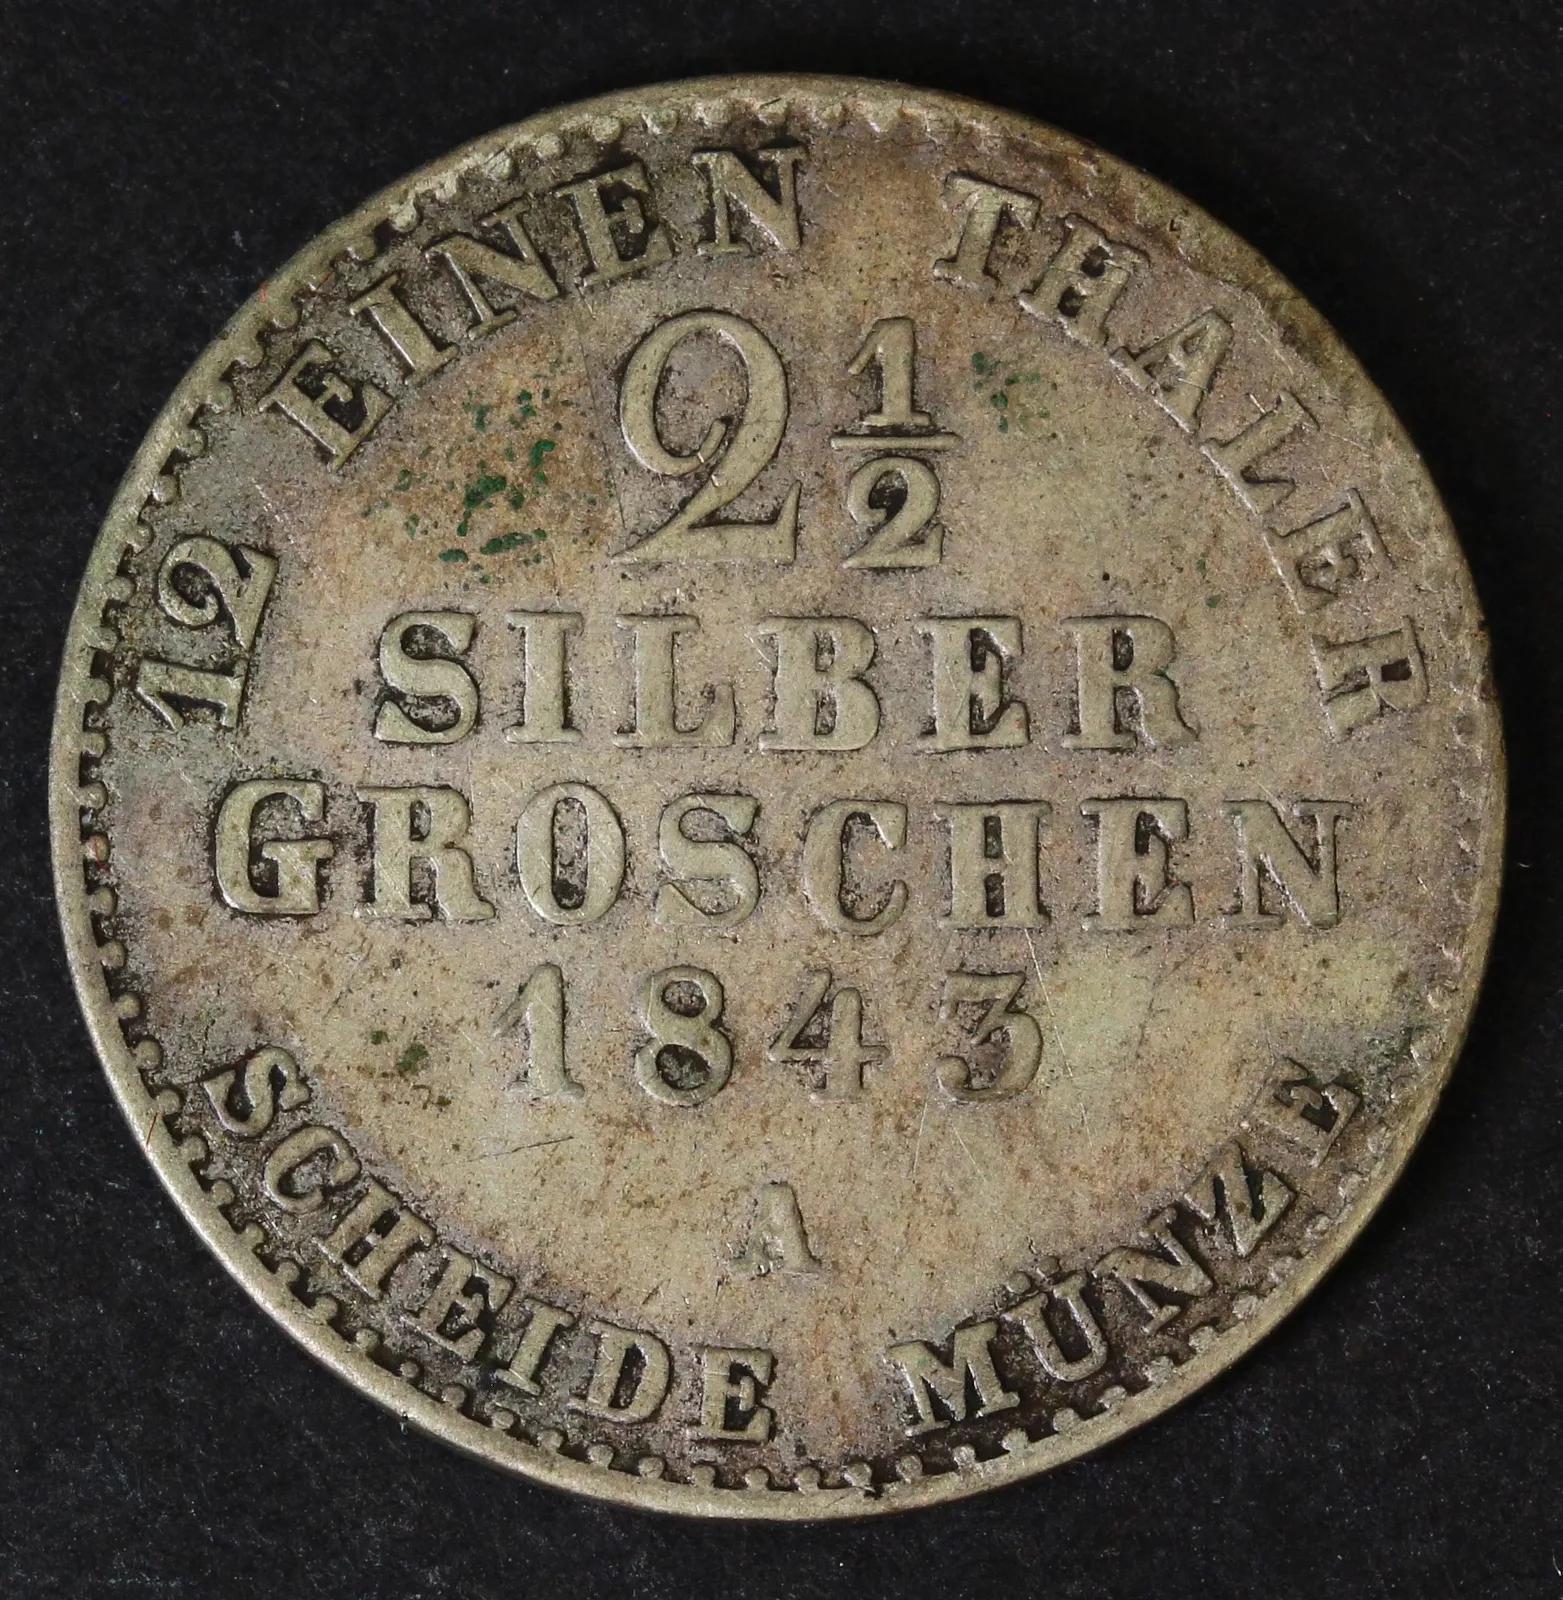 12 EINEN THALER
2 1/2
SILBER
GROSCHEN
1843
A
SCHEIDE MÜNZE